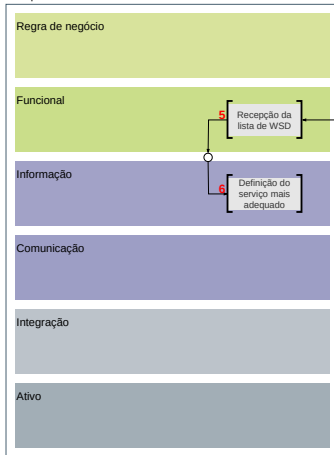 Regra de negócio
Funcional
5
Recepção da
lista de WSD
Informação
6
Definição do
serviço mais
adequado
Comunicação
Integração
Ativo